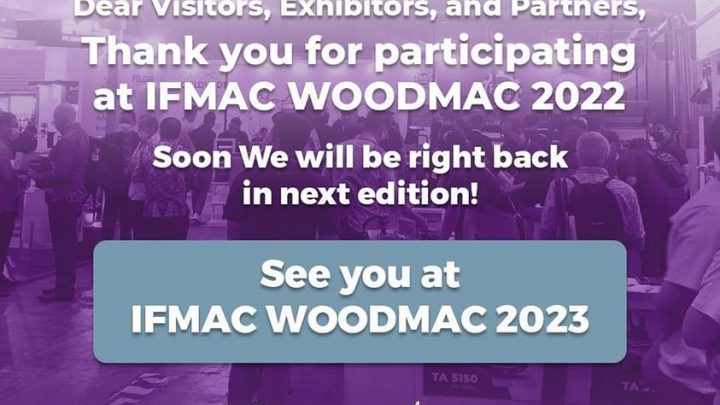 Dear Visitors, Exhibitors, and Partners,
Thank you for participating
at IFMAC WOODMAC 2022
Soon We will be right back
in next edition!
See you at
IFMAC WOODMAC 2023
TA 5150